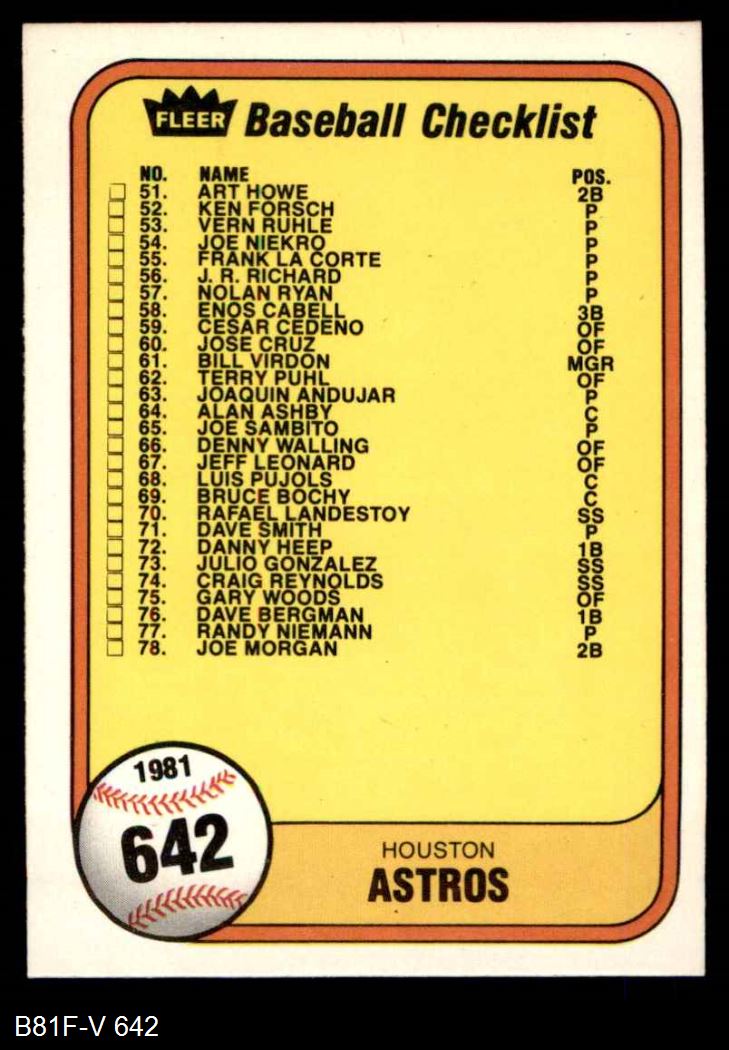 FLEER Baseball Checklist
NO. NAME POS.
51. ART HOWE 2B
52. KEN FORSCH P
53. VERN RUHLE P
54. JOE NIEKRO P
55. FRANK LA CORTE P
56. J. R. RICHARD P
57. NOLAN RYAN P
58. ENOS CABELL 3B
59. CESAR CEDENO OF
60. JOSE CRUZ OF
61. BILL VIRDON MGR
62. TERRY PUHL OF
63. JOAQUIN ANDUJAR P
64. ALAN ASHBY C
65. JOE SAMBITO P
66. DENNY WALLING OF
67. JEFF LEONARD OF
68. LUIS PUJOLS C
69. BRUCE BOCHY C
70. RAFAEL LANDESTOY SS
71. DAVE SMITH P
72. DANNY HEEP 1B
73. JULIO GONZALEZ SS
74. CRAIG REYNOLDS SS
75. GARY WOODS OF
76. DAVE BERGMAN 1B
77. RANDY NIEMANN P
78. JOE MORGAN 2B
1981
642
HOUSTON
ASTROS
B81F-V 642